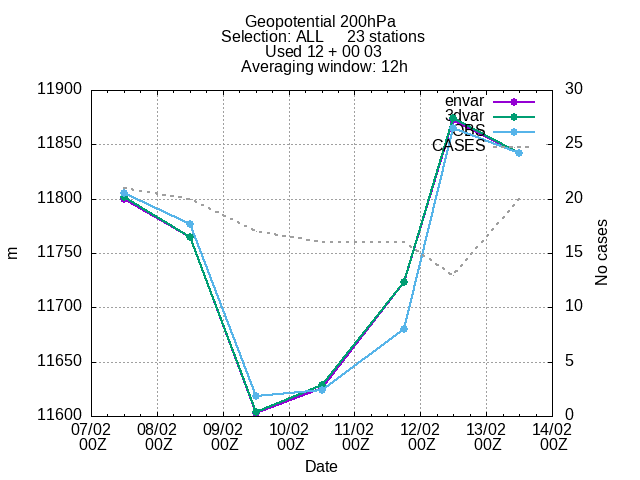 Geopotential 200hPa
Selection: ALL 23 stations
Used 12 + 00 03
Averaging window: 12h
11900
11850
11800
11750
11700
11650
11600
m
30
25
20
15
10
5
0
No cases
envar
3dvar
OBS
CASES
07/02 08/02 09/02 10/02 11/02 12/02 13/02 14/02
00Z 00Z 00Z 00Z 00Z 00Z 00Z 00Z
Date